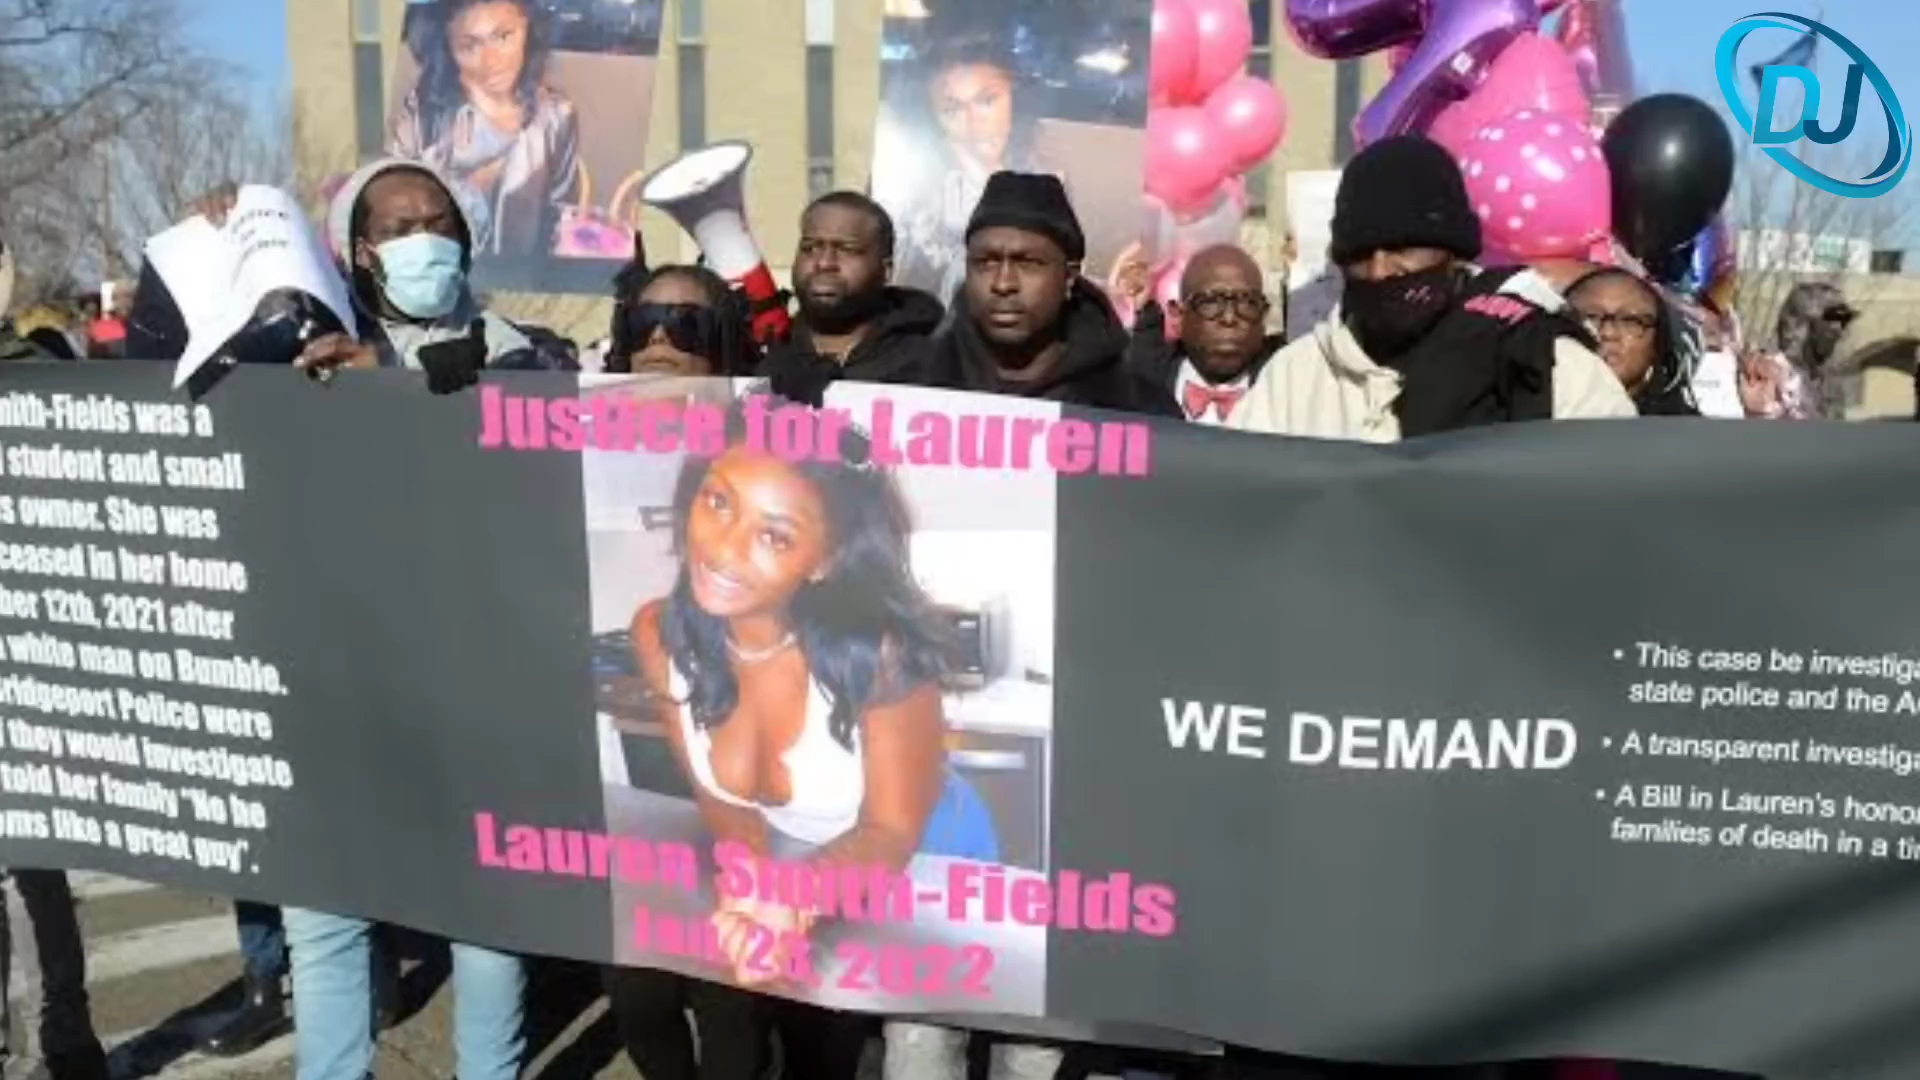 DJ
Justice for Lauren
mith-Fields was a
student and small
s owner. She was
ceased in her home
ber 12th, 2021 after
white man on Bumble.
ridgeport Police were
they would investigate
told her family "No he
ems like a great guy".
Lauren Smith-Fields
Jan 23, 2022
WE DEMAND
• This case be investiga
state police and the A
• A transparent investiga
• A Bill in Lauren's hono
families of death in a ti